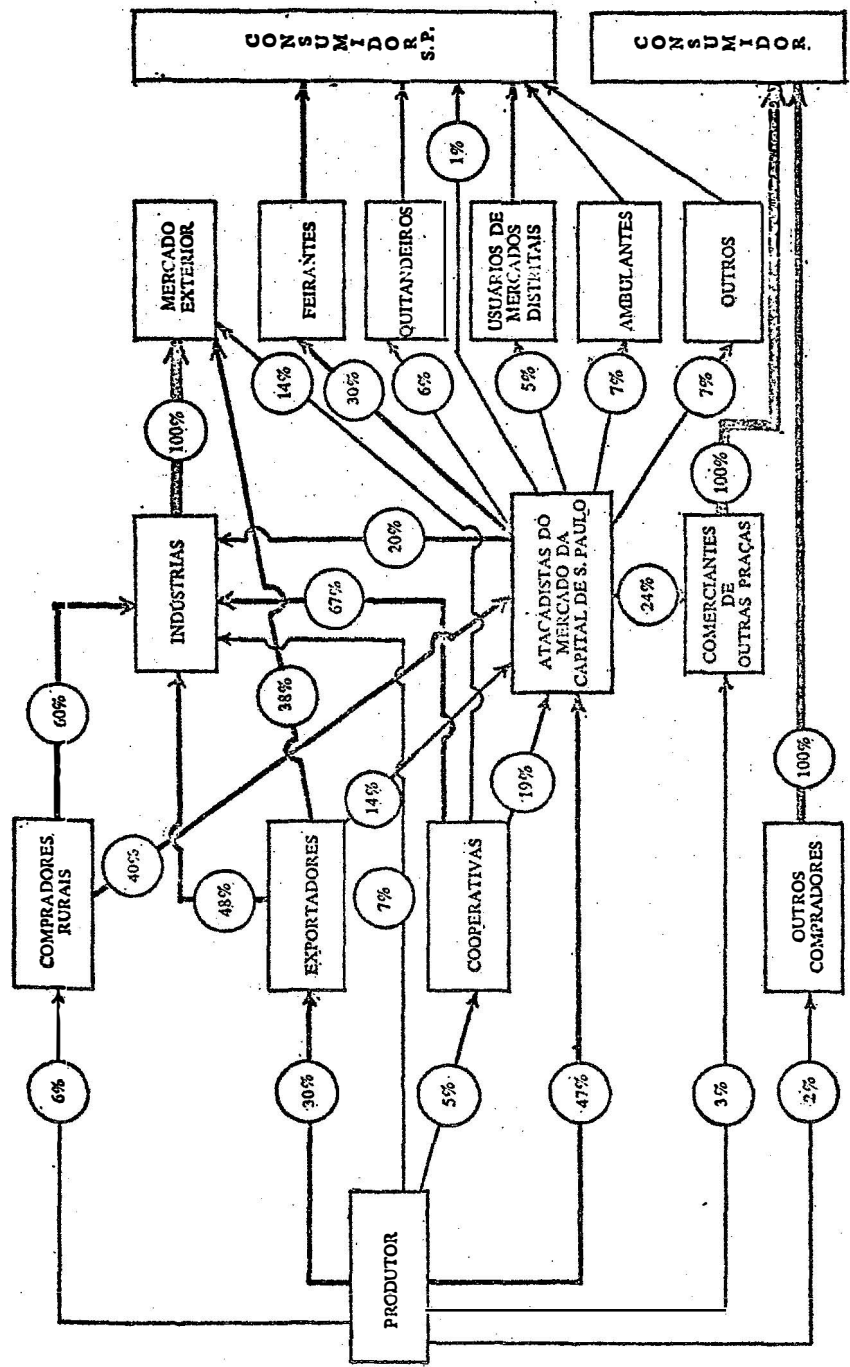 PRODUTOR
6%
30%
7%
5%
47%
3%
2%
COMPRADORES
RURAIS
EXPORTADORES
COOPERATIVAS
OUTROS
COMPRADORES
60%
40%
48%
38%
14%
67%
14%
19%
100%
INDÚSTRIAS
ATACADISTAS DO
MERCADO DA
CAPITAL DE S. PAULO
COMERCIANTES
DE
OUTRAS PRAÇAS
100%
20%
30%
6%
1%
5%
7%
7%
24%
100%
MERCADO
EXTERIOR
FEIRANTES
QUITANDEIROS
USUÁRIOS DE
MERCADOS
DISTRITAIS
AMBULANTES
OUTROS
CONSUMIDOR
S.P.
CONSUMIDOR